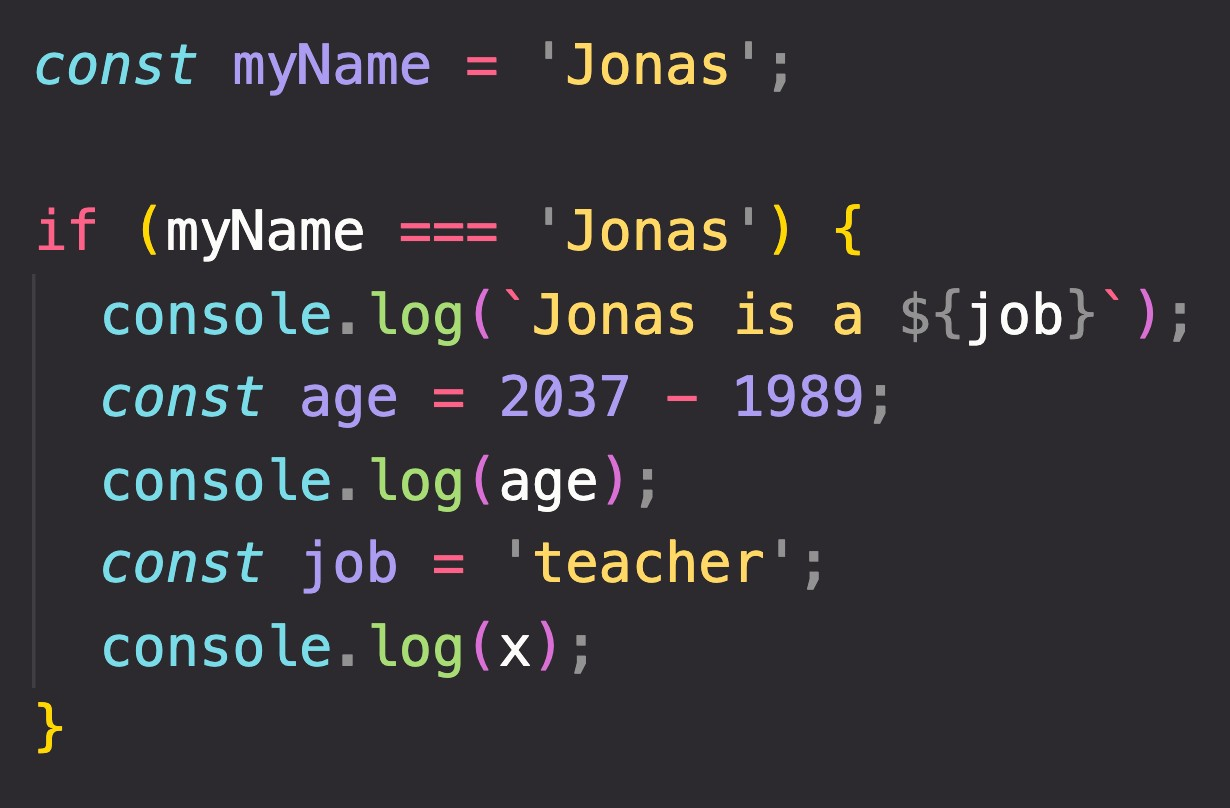 const myName = 'Jonas';
if (myName === 'Jonas') {
console.log(`Jonas is a ${job}`);
const age = 2037 - 1989;
console.log(age);
const job = 'teacher';
console.log(x);
}